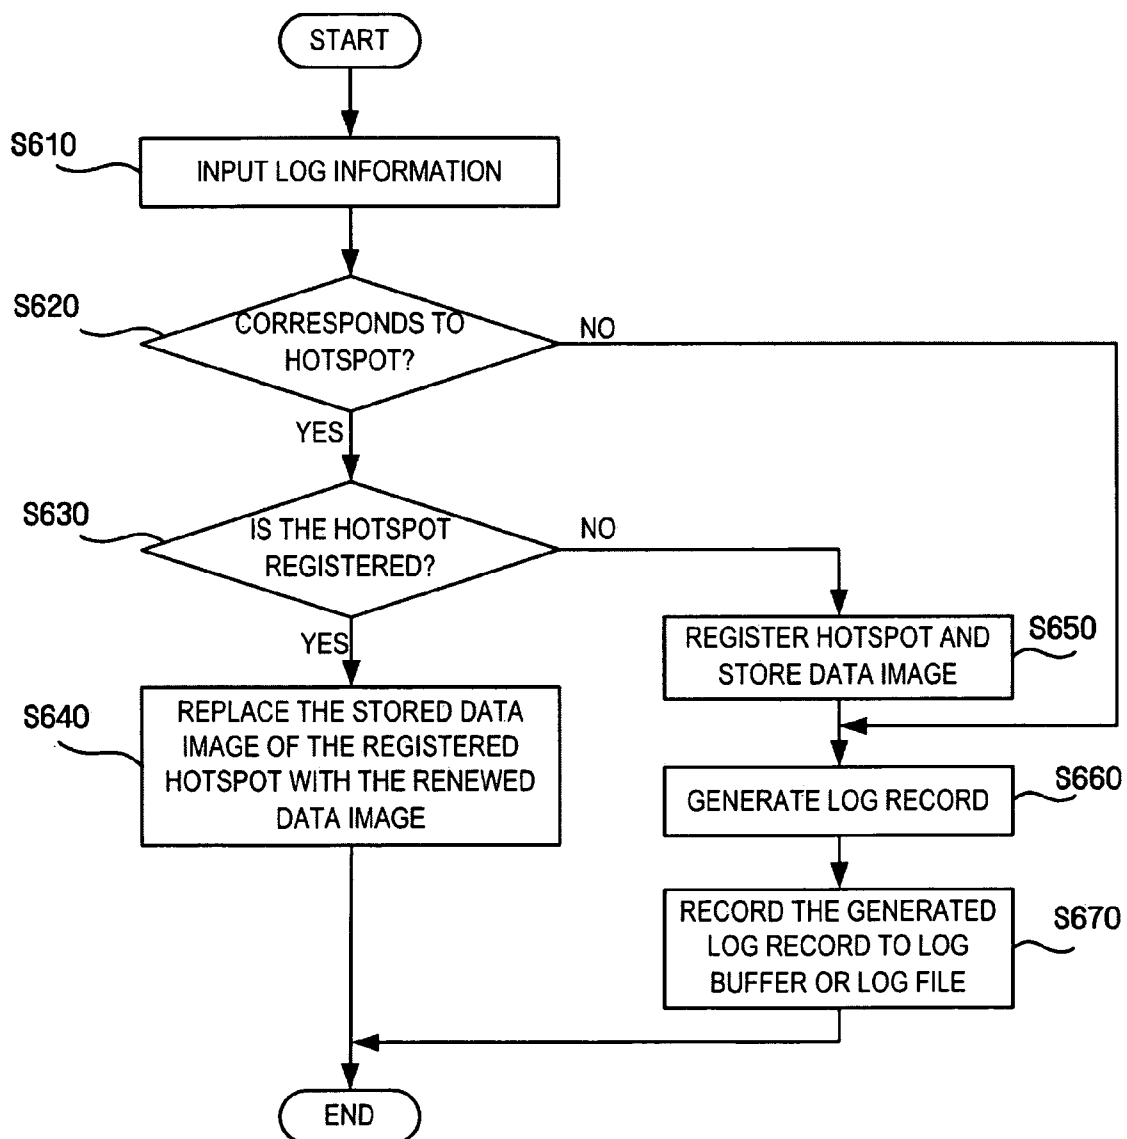 START
S610
INPUT LOG INFORMATION
S620
CORRESPONDS TO
HOTSPOT?
NO
YES
S630
IS THE HOTSPOT
REGISTERED?
NO
YES
REGISTER HOTSPOT AND
STORE DATA IMAGE
S650
S640
REPLACE THE STORED DATA
IMAGE OF THE REGISTERED
HOTSPOT WITH THE RENEWED
DATA IMAGE
GENERATE LOG RECORD
S660
RECORD THE GENERATED
LOG RECORD TO LOG
BUFFER OR LOG FILE
S670
END